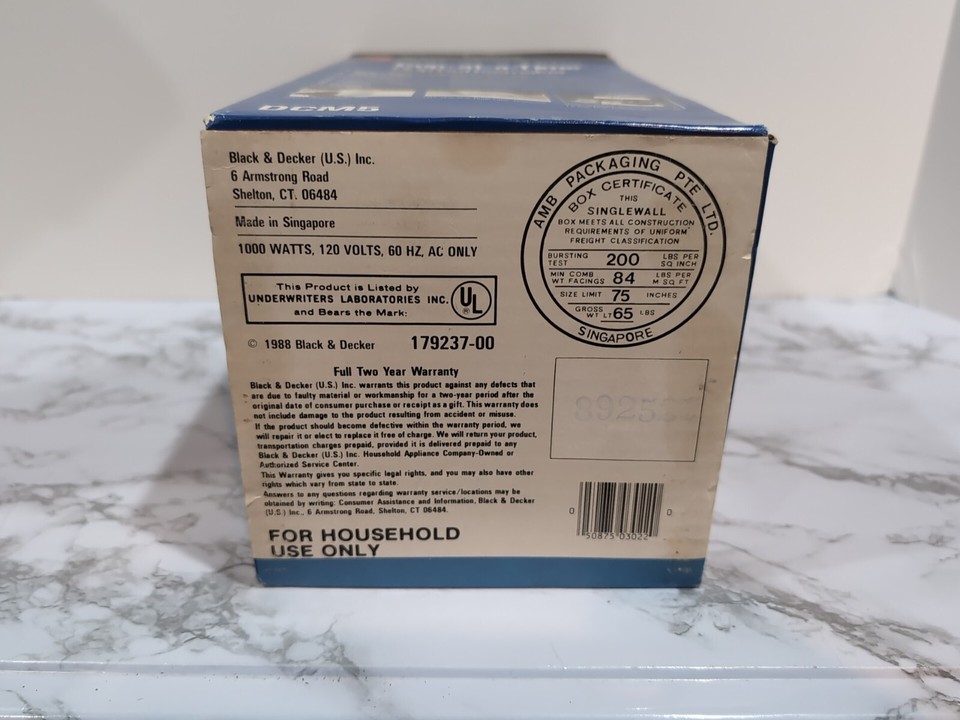 Cup-at-a-Time
DCM5
Black & Decker (U.S.) Inc.
6 Armstrong Road
Shelton, CT. 06484
Made in Singapore
1000 WATTS, 120 VOLTS, 60 HZ, AC ONLY
This Product is Listed by
UNDERWRITERS LABORATORIES INC.
and Bears the Mark:
UL
®
© 1988 Black & Decker 179237-00
Full Two Year Warranty
Black & Decker (U.S.) Inc. warrants this product against any defects that
are due to faulty material or workmanship for a two-year period after the
original date of consumer purchase or receipt as a gift. This warranty does
not include damage to the product resulting from accident or misuse.
If the product should become defective within the warranty period, we
will repair it or elect to replace it free of charge. We will return your product,
transportation charges prepaid, provided it is delivered prepaid to any
Black & Decker (U.S.) Inc. Household Appliance Company-Owned or
Authorized Service Center.
This Warranty gives you specific legal rights, and you may also have other
rights which vary from state to state.
Answers to any questions regarding warranty service/locations may be
obtained by writing: Consumer Assistance and Information, Black & Decker
(U.S.) Inc., 6 Armstrong Road, Shelton, CT 06484.
FOR HOUSEHOLD
USE ONLY
AMB PACKAGING PTE LTD.
BOX CERTIFICATE
THIS
SINGLEWALL
BOX MEETS ALL CONSTRUCTION
REQUIREMENTS OF UNIFORM
FREIGHT CLASSIFICATION
BURSTING TEST 200 LBS PER SQ INCH
MIN COMB WT FACINGS 84 LBS PER M SQ FT
SIZE LIMIT 75 INCHES
GROSS WT LT 65 LBS
SINGAPORE
0 50875 03022 0